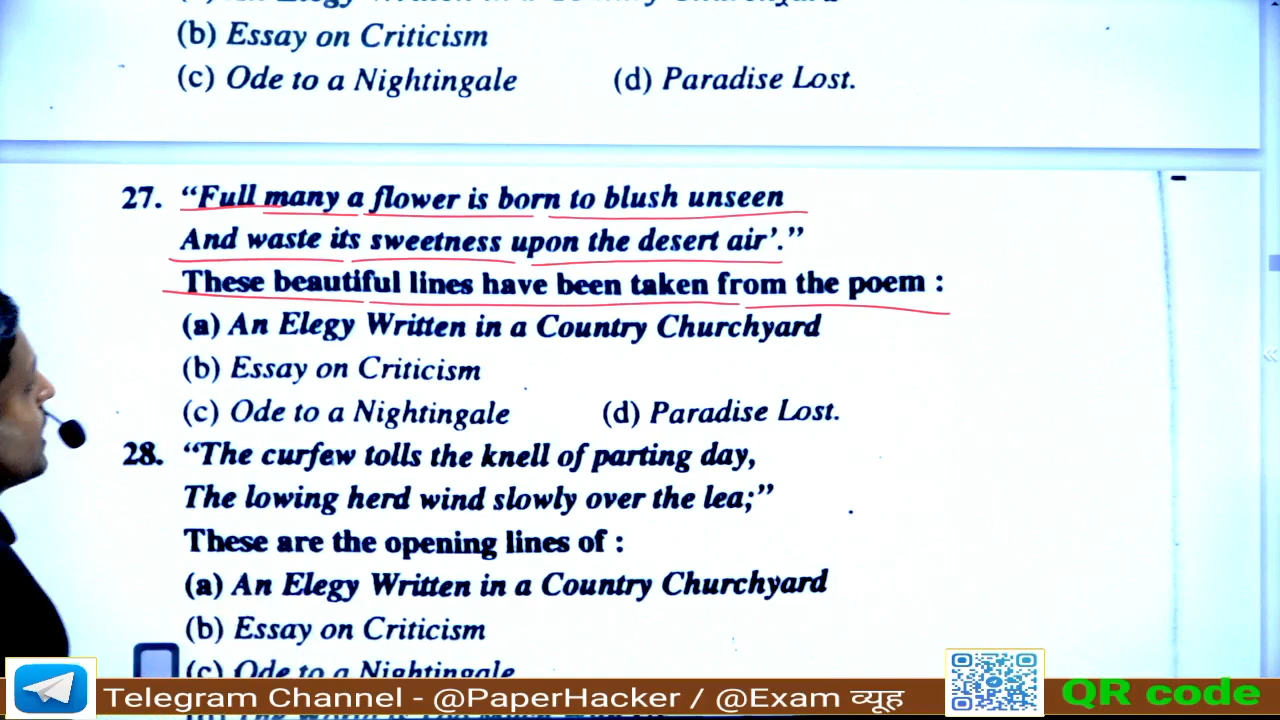 (b) Essay on Criticism
(c) Ode to a Nightingale (d) Paradise Lost.
27. “Full many a flower is born to blush unseen
And waste its sweetness upon the desert air’.”
These beautiful lines have been taken from the poem :
(a) An Elegy Written in a Country Churchyard
(b) Essay on Criticism
(c) Ode to a Nightingale (d) Paradise Lost.
28. “The curfew tolls the knell of parting day,
The lowing herd wind slowly over the lea;”
These are the opening lines of :
(a) An Elegy Written in a Country Churchyard
(b) Essay on Criticism
(c) Ode to a Nightingale
Telegram Channel - @PaperHacker / @Exam व्यूह
QR code